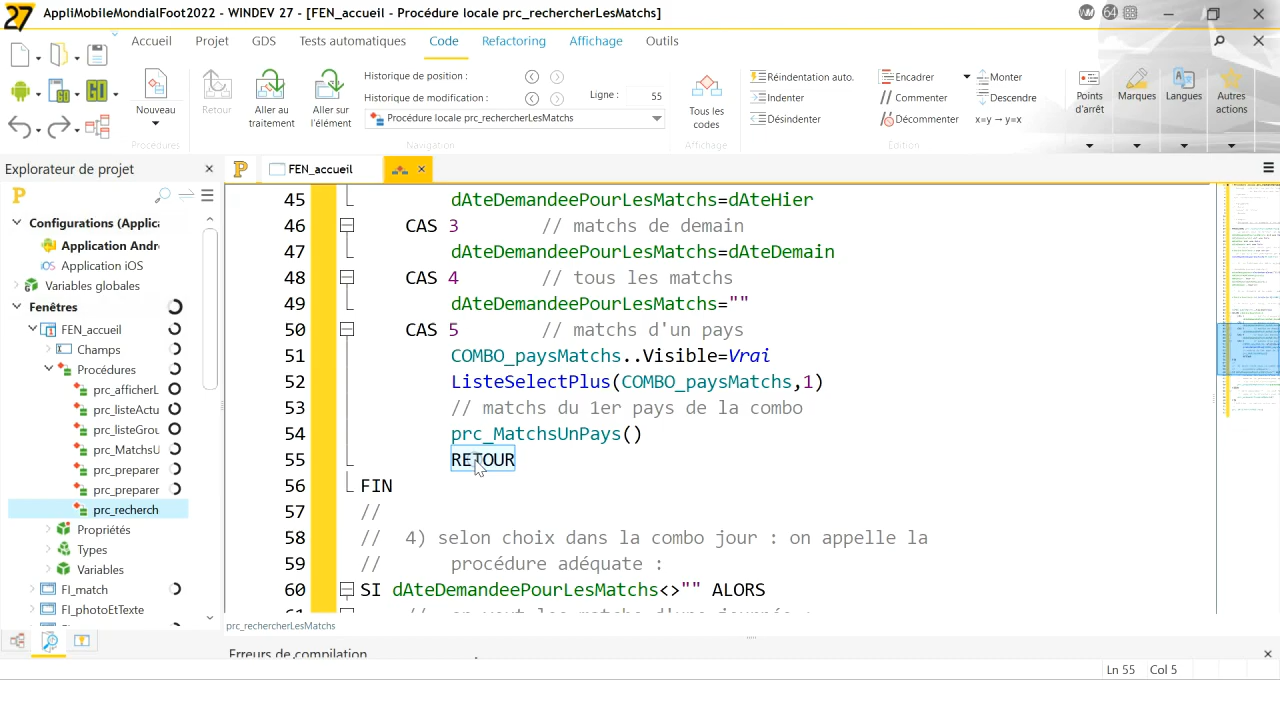 27 AppliMobileMondialFoot2022 - WINDEV 27 - [FEN_accueil - Procédure locale prc_rechercherLesMatchs]
Accueil Projet GDS Tests automatiques Code Refactoring Affichage Outils
Nouveau
Procédures
Retour
Aller au traitement
Aller sur l'élément
Historique de position :
Historique de modification :
Ligne : 55
Procédure locale prc_rechercherLesMatchs
Navigation
Tous les codes
Affichage
Réindentation auto.
Indenter
Désindenter
Encadrer
// Commenter
Décommenter
Monter
Descendre
x=y → y=x
Edition
Points d'arrêt
Marques
Langues
Autres actions
Explorateur de projet
FEN_accueil
Configurations (Applica
Application Andr
Application iOS
Variables globales
Fenêtres
FEN_accueil
Champs
Procédures
prc_afficherL
prc_listeActu
prc_listeGrou
prc_MatchsU
prc_preparer
prc_preparer
prc_recherch
Propriétés
Types
Variables
FI_match
FI_photoEtTexte
45 dAteDemandeePourLesMatchs=dAteHier
46 CAS 3 // matchs de demain
47 dAteDemandeePourLesMatchs=dAteDemain
48 CAS 4 tous les matchs
49 dAteDemandeePourLesMatchs=""
50 CAS 5 matchs d'un pays
51 COMBO_paysMatchs..Visible=Vrai
52 ListeSelectPlus(COMBO_paysMatchs,1)
53 // matchs du 1er pays de la combo
54 prc_MatchsUnPays()
55 RETOUR
56 FIN
57 //
58 // 4) selon choix dans la combo jour : on appelle la
59 // procédure adéquate :
60 SI dAteDemandeePourLesMatchs<>"" ALORS
prc_rechercherLesMatchs
Erreurs de compilation
Ln 55 Col 5